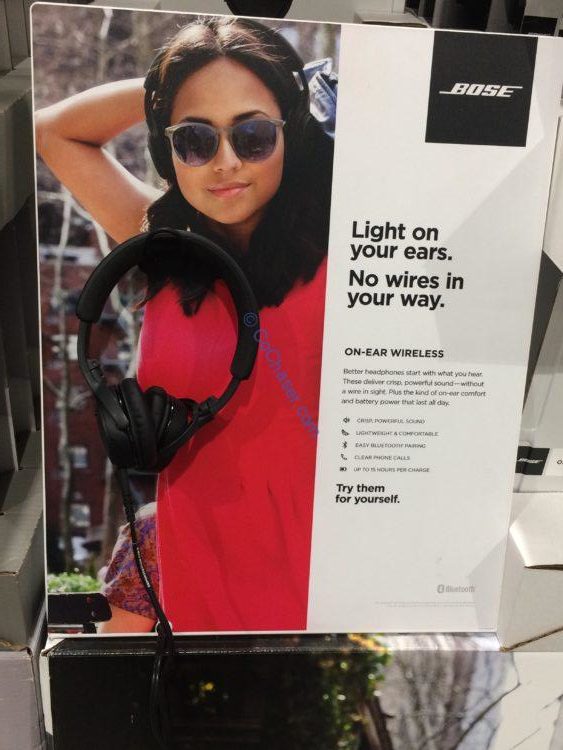 BOSE
Light on
your ears.
No wires in
your way.
ON-EAR WIRELESS
Better headphones start with what you hear.
These deliver crisp, powerful sound—without
a wire in sight. Plus the kind of on-ear comfort
and battery power that last all day.
CRISP, POWERFUL SOUND
LIGHTWEIGHT & COMFORTABLE
EASY BLUETOOTH PAIRING
CLEAR PHONE CALLS
UP TO 15 HOURS PER CHARGE
Try them
for yourself.
Bluetooth
BOSE
© CoChaser.com